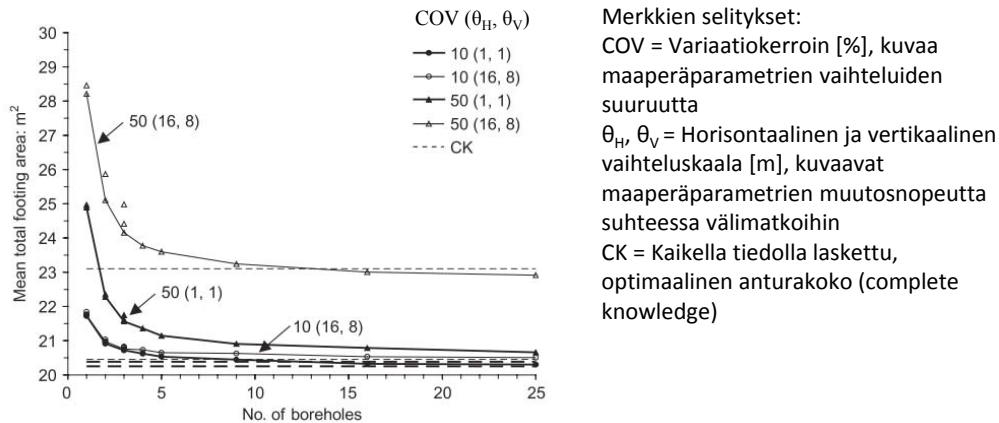 COV (θH, θV)
30
29
28
27
26
25
24
23
22
21
20
Mean total footing area: m²
10 (1, 1)
10 (16, 8)
50 (1, 1)
50 (16, 8)
CK
50 (16, 8)
50 (1, 1)
10 (16, 8)
0 5 10 15 20 25
No. of boreholes
Merkkien selitykset:
COV = Variaatiokerroin [%], kuvaa
maaperäparametrien vaihteluiden
suuruutta
θH, θV = Horisontaalinen ja vertikaalinen
vaihteluskaala [m], kuvaavat
maaperäparametrien muutosnopeutta
suhteessa välimatkoihin
CK = Kaikella tiedolla laskettu,
optimaalinen anturakoko (complete
knowledge)